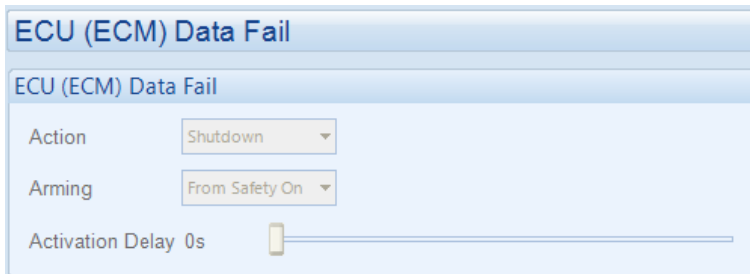 ECU (ECM) Data Fail
ECU (ECM) Data Fail
Action Shutdown
Arming From Safety On
Activation Delay 0s